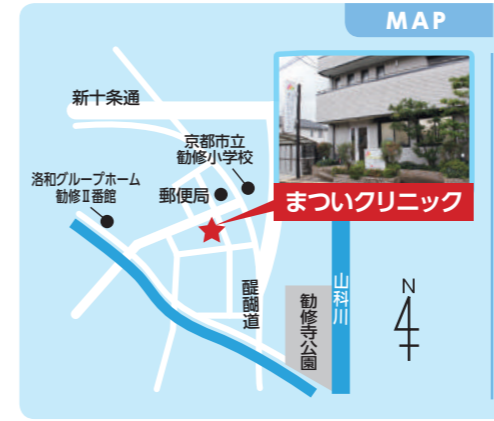 MAP
新十条通
京都市立
勧修小学校
洛和グループホーム
勧修Ⅱ番館
郵便局
まついクリニック
醍醐道
勧修寺公園
山科川
N